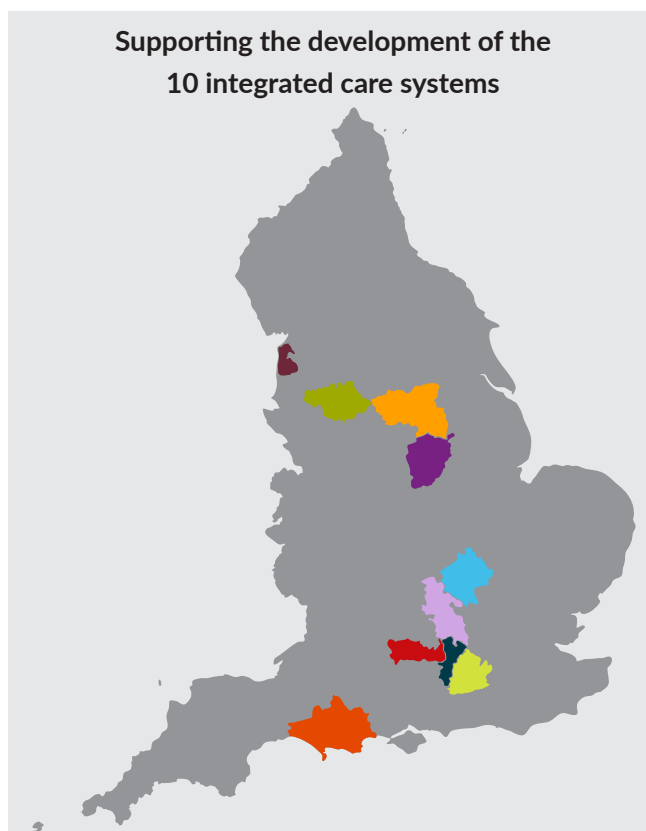 Supporting the development of the
10 integrated care systems